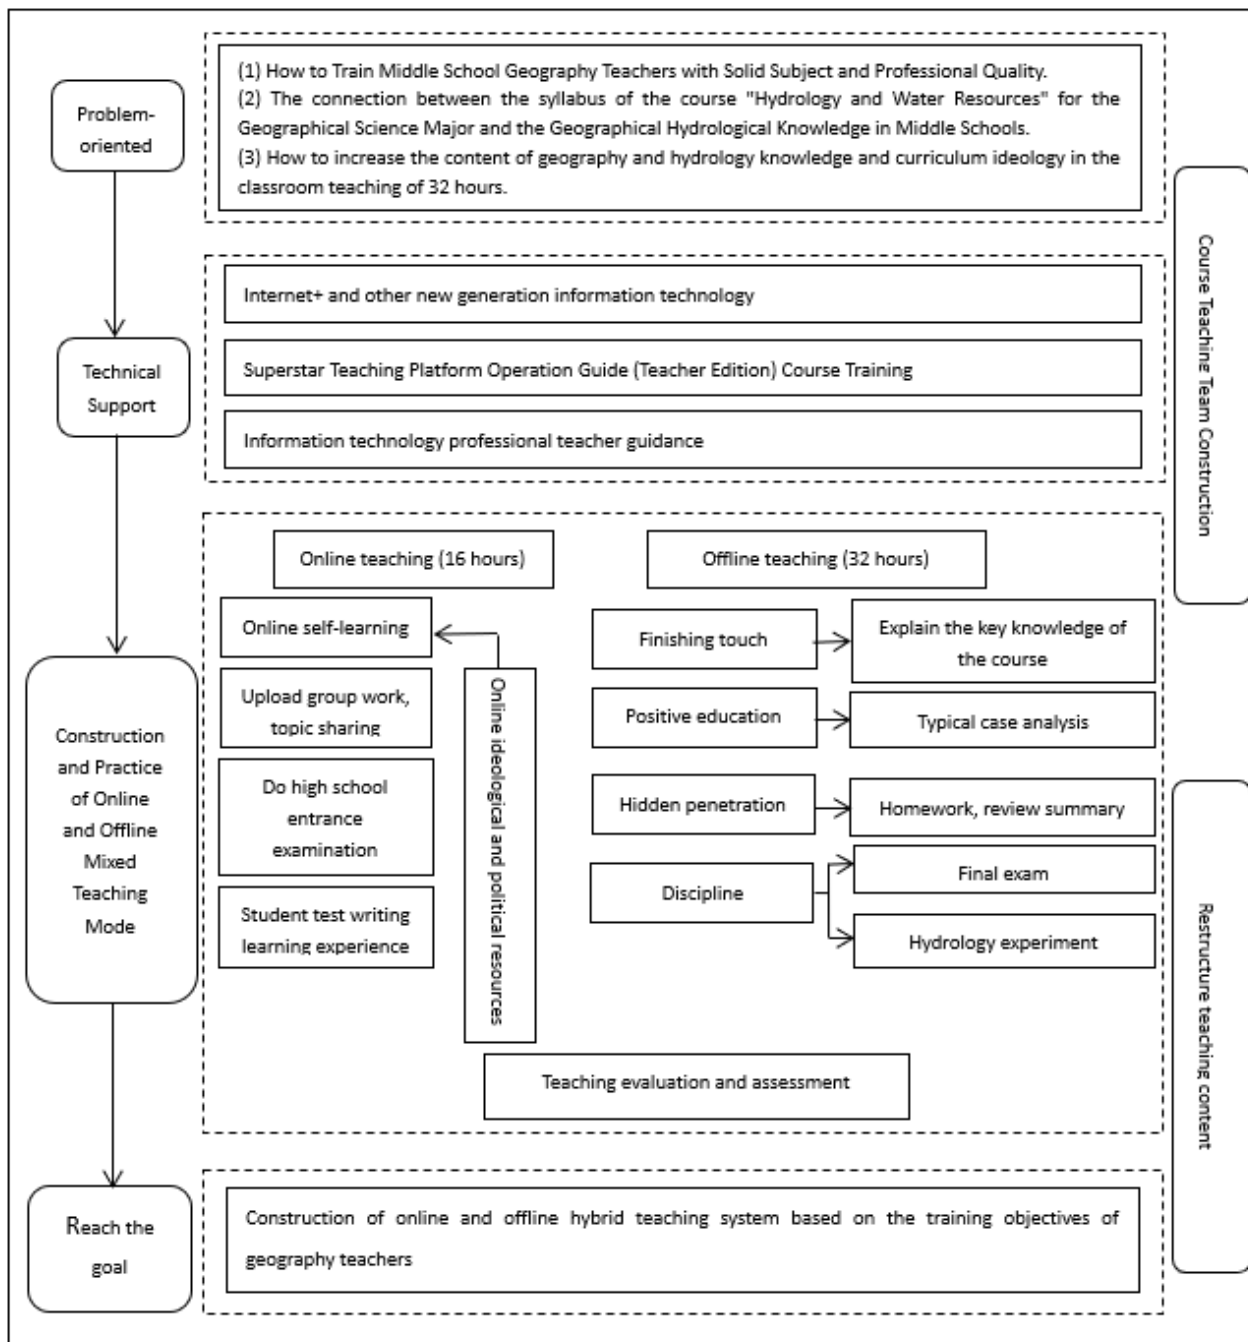 Problem-
oriented
(1) How to Train Middle School Geography Teachers with Solid Subject and Professional Quality.
(2) The connection between the syllabus of the course "Hydrology and Water Resources" for the
Geographical Science Major and the Geographical Hydrological Knowledge in Middle Schools.
(3) How to increase the content of geography and hydrology knowledge and curriculum ideology in the
classroom teaching of 32 hours.
Technical
Support
Internet+ and other new generation information technology
Superstar Teaching Platform Operation Guide (Teacher Edition) Course Training
Information technology professional teacher guidance
Course Teaching Team Construction
Construction
and Practice
of Online
and Offline
Mixed
Teaching
Mode
Online teaching (16 hours)
Online self-learning
Upload group work,
topic sharing
Do high school
entrance
examination
Student test writing
learning experience
Online ideological and political resources
Offline teaching (32 hours)
Finishing touch
Explain the key knowledge of
the course
Positive education
Typical case analysis
Hidden penetration
Homework, review summary
Discipline
Final exam
Hydrology experiment
Teaching evaluation and assessment
Restructure teaching content
Reach the
goal
Construction of online and offline hybrid teaching system based on the training objectives of
geography teachers